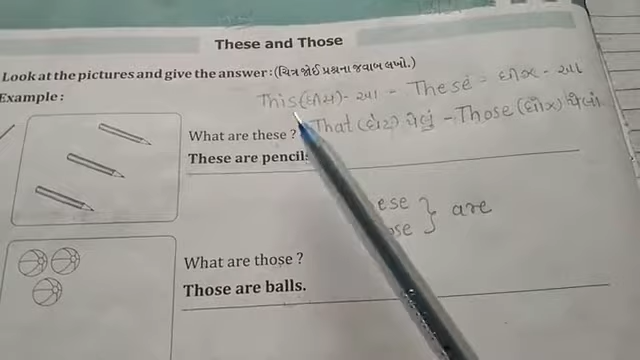 These and Those
Look at the pictures and give the answer : (ચિત્ર જોઈ પ્રશ્નના જવાબ લખો.)
Example :
This (ધીસ) - આ - These - ધીઝ - આ
What are these ? That (ધેટ) પેલું - Those (ધોઝ) પેલાં
These are pencils
ese } are
ose
What are those ?
Those are balls.